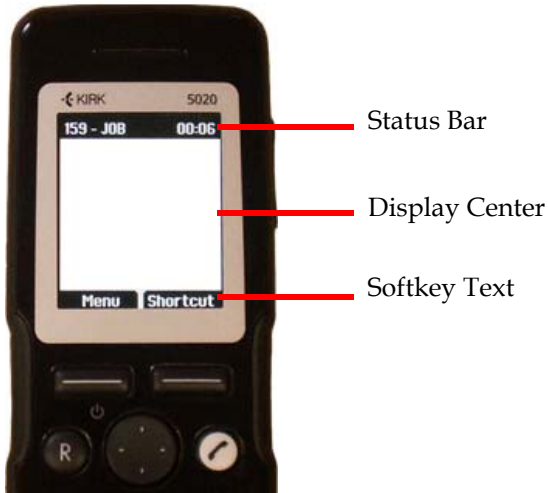 KIRK 5020
159 - JOB 00:06
Status Bar
Display Center
Softkey Text
Menu Shortcut
R